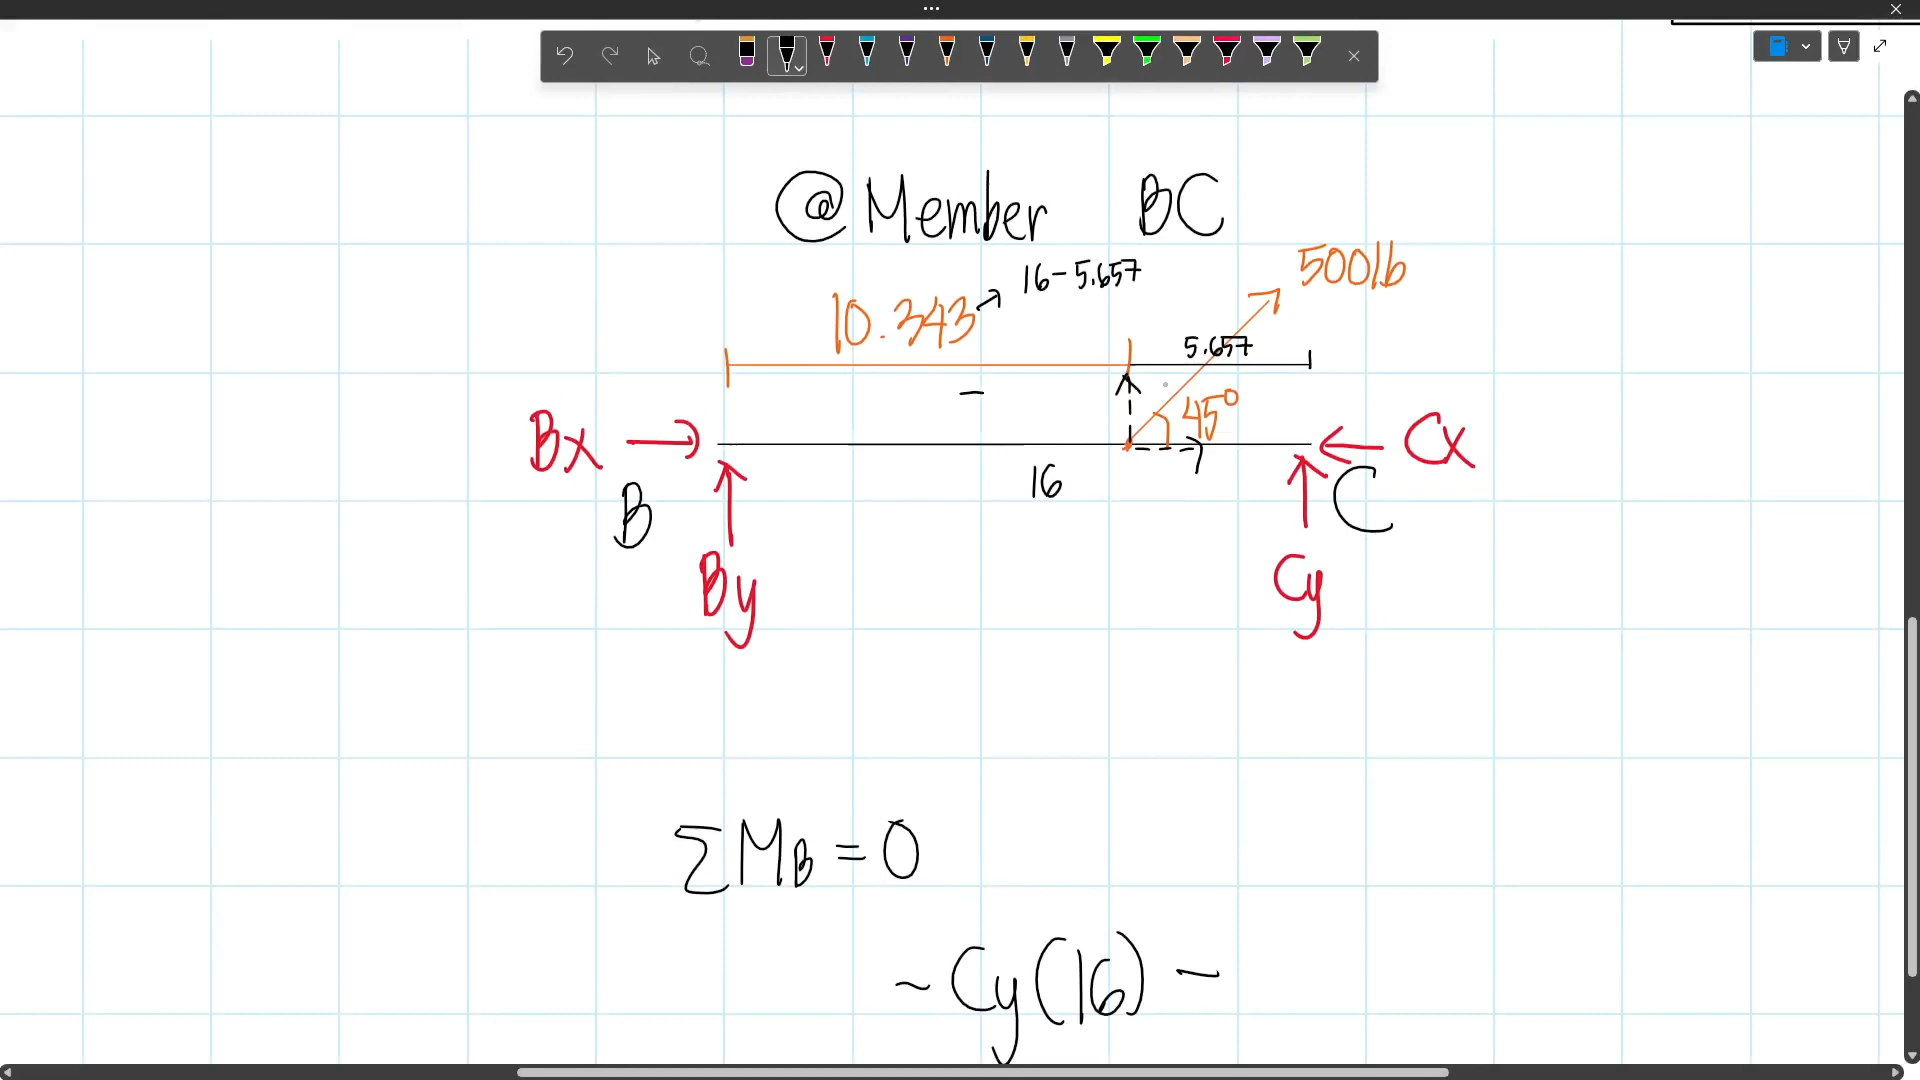 @Member BC
500lb
16-5.657
10.343
5.657
45°
Bx
Cx
B
16
C
By
Cy
ΣMB=0
-Cy(16)-